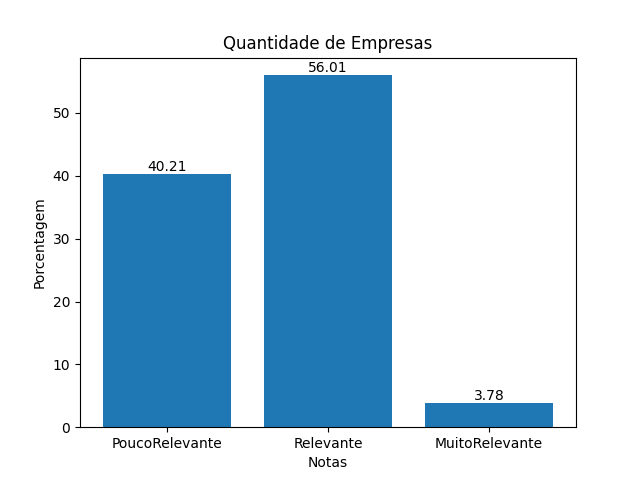 Quantidade de Empresas
56.01
40.21
3.78
Porcentagem
50
40
30
20
10
0
PoucoRelevante Relevante MuitoRelevante
Notas